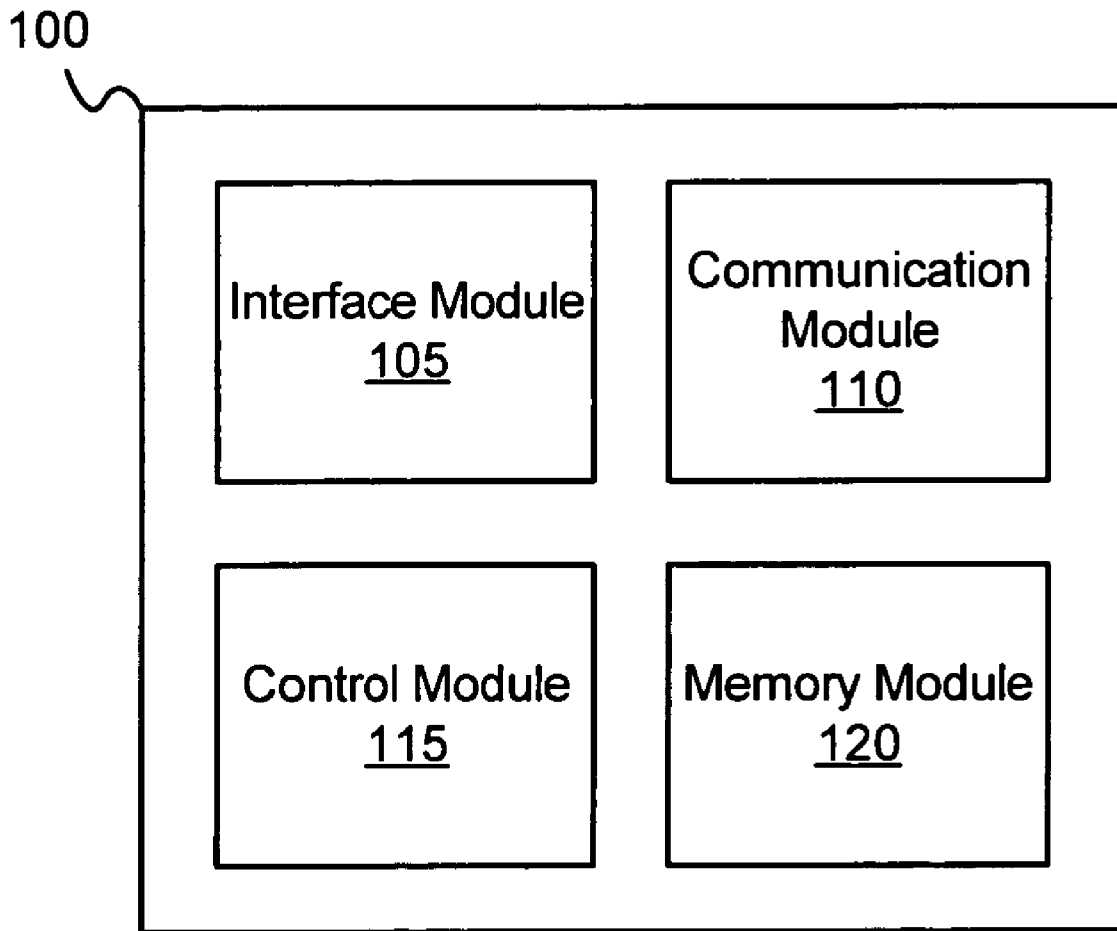 100
Interface Module
105
Communication
Module
110
Control Module
115
Memory Module
120